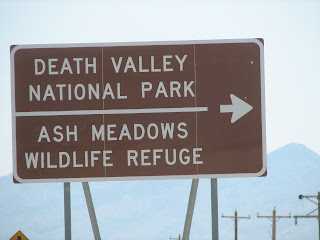 DEATH VALLEY
NATIONAL PARK
ASH MEADOWS
WILDLIFE REFUGE